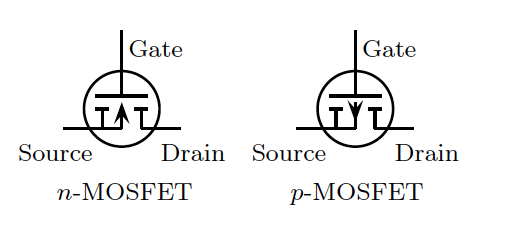 Gate Gate
Source Drain Source Drain
n-MOSFET p-MOSFET